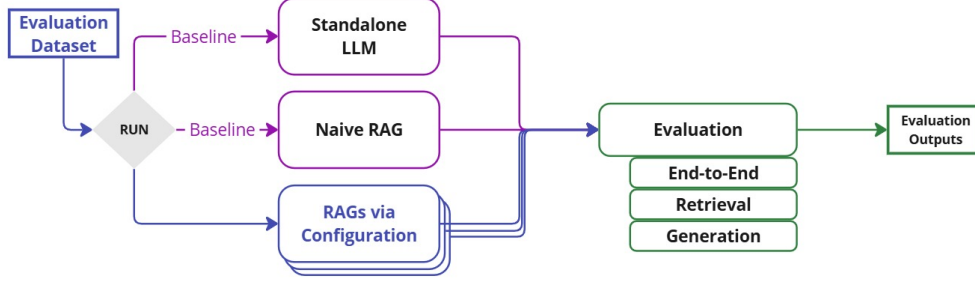 Evaluation
Dataset
RUN
Baseline
Standalone
LLM
Baseline
Naive RAG
RAGs via
Configuration
Evaluation
End-to-End
Retrieval
Generation
Evaluation
Outputs